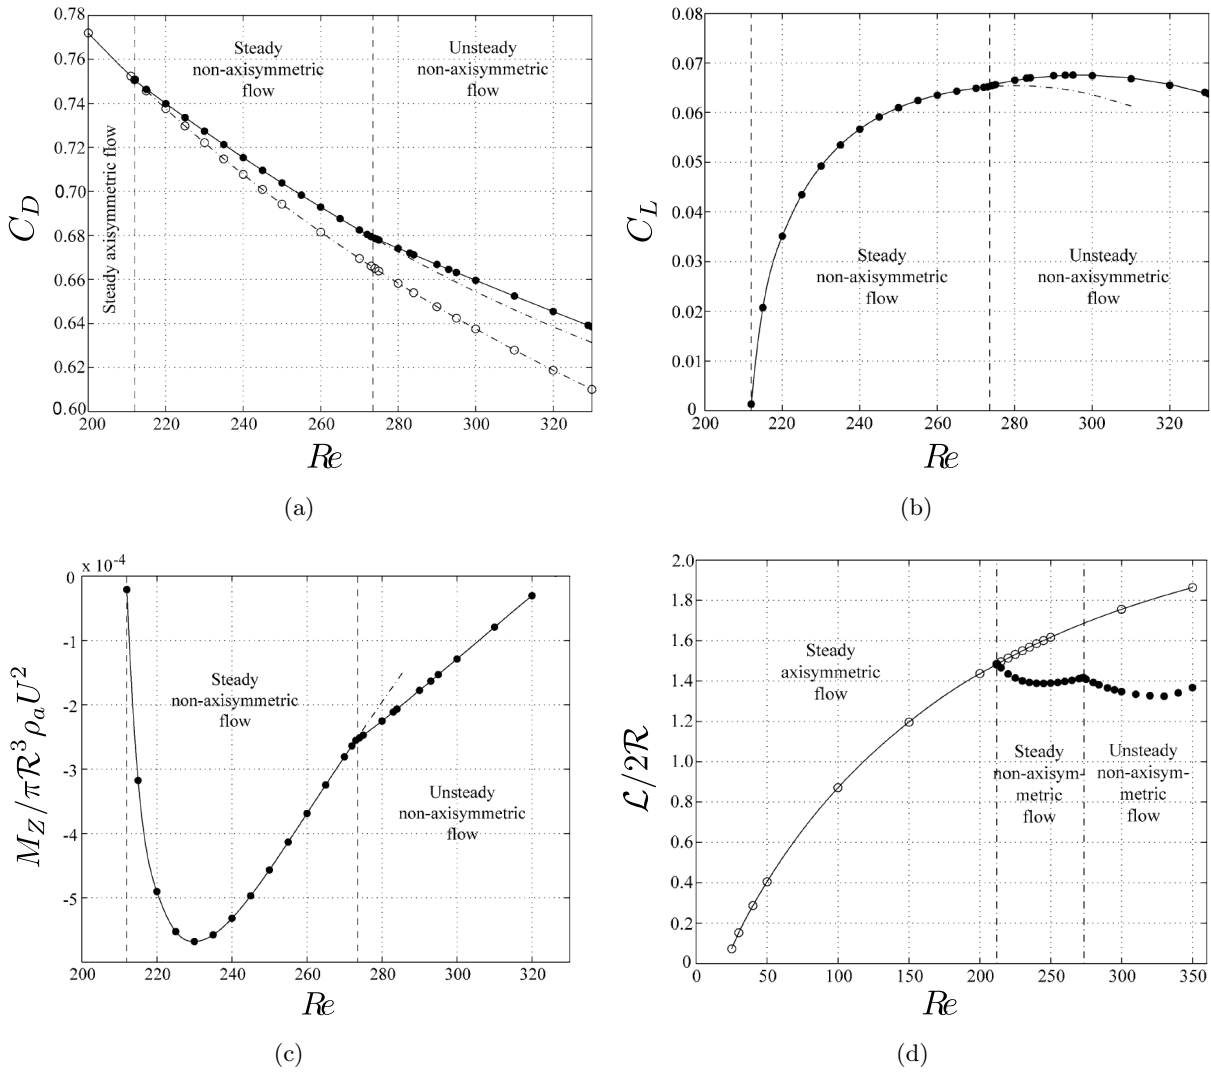 0.78
0.76
0.74
0.72
0.70
0.68
0.66
0.64
0.62
0.60
C_D
Steady axisymmetric flow
Steady
non-axisymmetric
flow
Unsteady
non-axisymmetric
flow
200 220 240 260 280 300 320
Re
(a)
0.08
0.07
0.06
0.05
0.04
0.03
0.02
0.01
0
C_L
Steady
non-axisymmetric
flow
Unsteady
non-axisymmetric
flow
200 220 240 260 280 300 320
Re
(b)
x 10⁻⁴
0
-1
-2
-3
-4
-5
M_Z/πR³ρ_aU²
Steady
non-axisymmetric
flow
Unsteady
non-axisymmetric
flow
200 220 240 260 280 300 320
Re
(c)
2.0
1.8
1.6
1.4
1.2
1.0
0.8
0.6
0.4
0.2
0
ℒ/2ℛ
Steady
axisymmetric
flow
Steady
non-axisym-
metric
flow
Unsteady
non-axisym-
metric
flow
0 50 100 150 200 250 300 350
Re
(d)